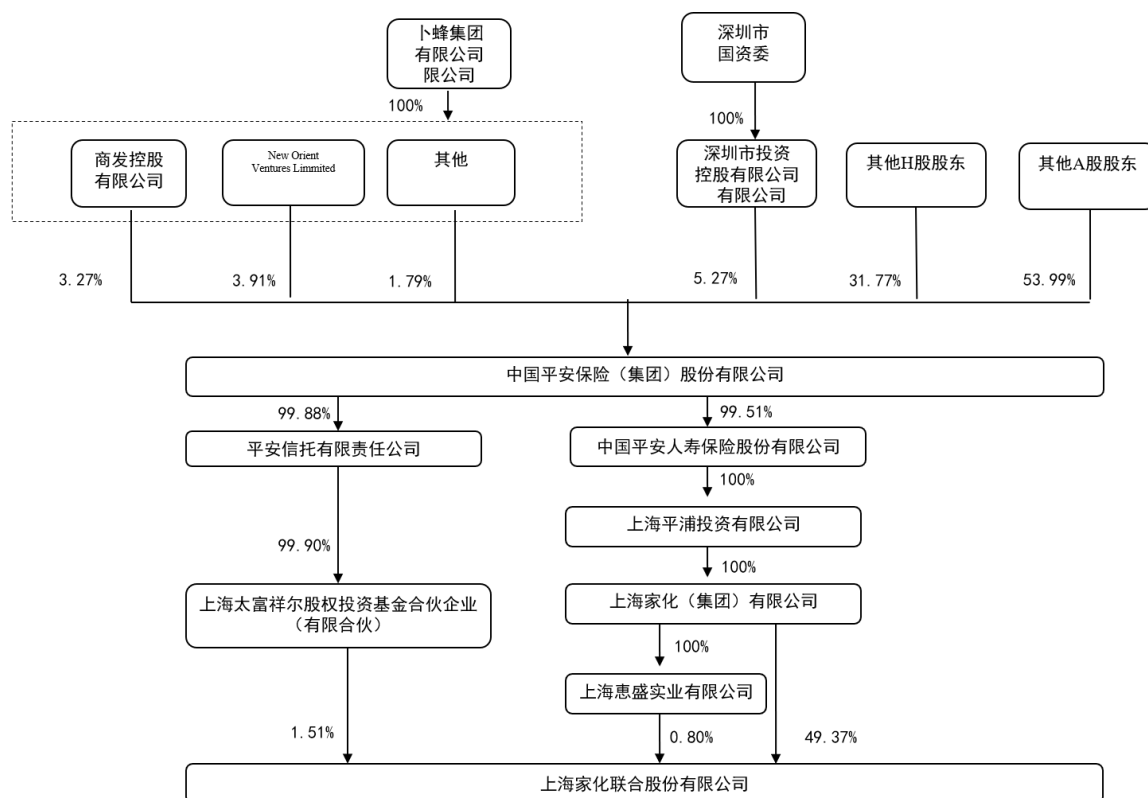 卜蜂集团
有限公司
限公司
深圳市
国资委
100%
100%
商发控股
有限公司
New Orient
Ventures Limmited
其他
深圳市投资
控股有限公司
有限公司
其他H股股东
其他A股股东
3.27%
3.91%
1.79%
5.27%
31.77%
53.99%
中国平安保险（集团）股份有限公司
99.88%
99.51%
平安信托有限责任公司
中国平安人寿保险股份有限公司
100%
上海平浦投资有限公司
99.90%
100%
上海太富祥尔股权投资基金合伙企业
（有限合伙）
上海家化（集团）有限公司
100%
上海惠盛实业有限公司
1.51%
0.80%
49.37%
上海家化联合股份有限公司